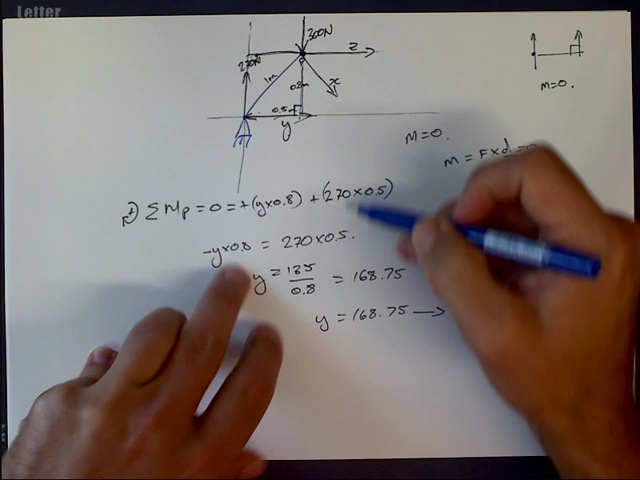 Letter
300N
z
270N
1m
0.8m
x
0.5m
y
M=0.
M=0.
M = F x d =
+) ΣMp = 0 = +(y x 0.8) + (270 x 0.5)
-y x 0.8 = 270 x 0.5.
y = 135/0.8 = 168.75
y = 168.75 →